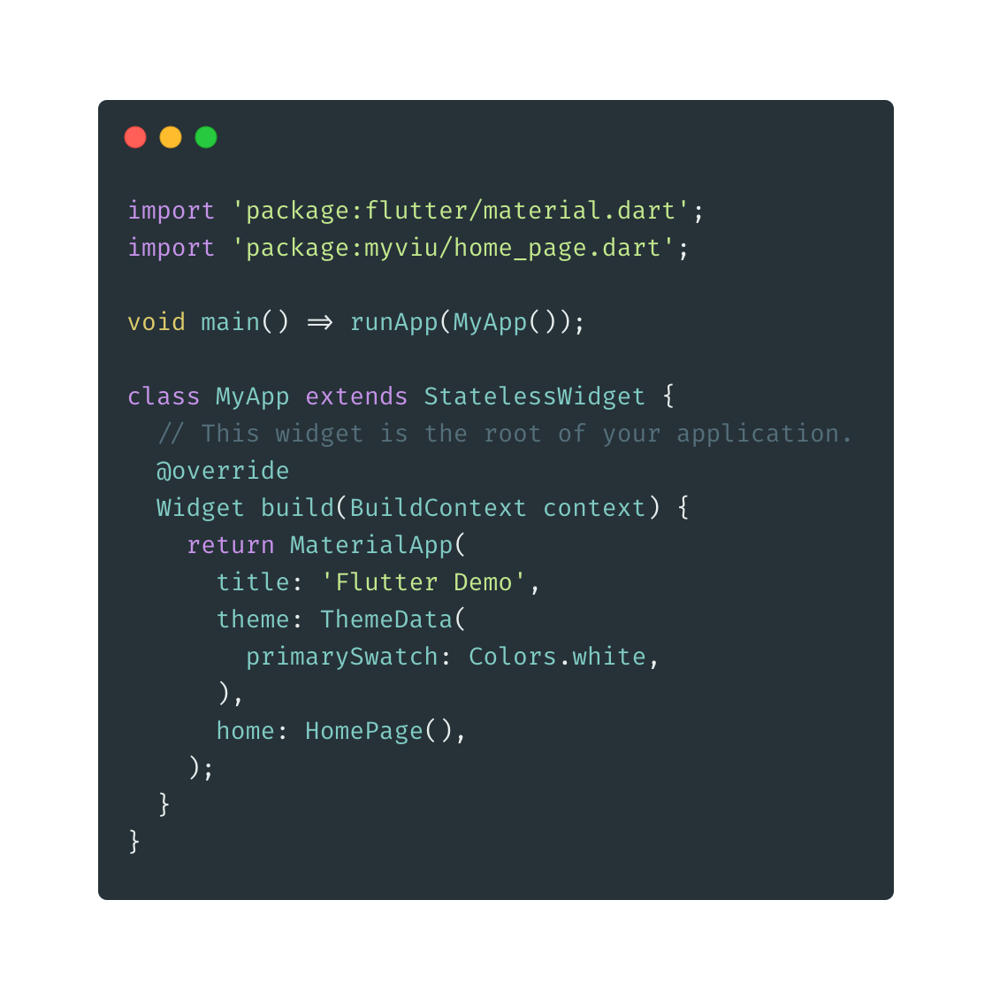 import 'package:flutter/material.dart';
import 'package:myviu/home_page.dart';

void main() => runApp(MyApp());

class MyApp extends StatelessWidget {
  // This widget is the root of your application.
  @override
  Widget build(BuildContext context) {
    return MaterialApp(
      title: 'Flutter Demo',
      theme: ThemeData(
        primarySwatch: Colors.white,
      ),
      home: HomePage(),
    );
  }
}